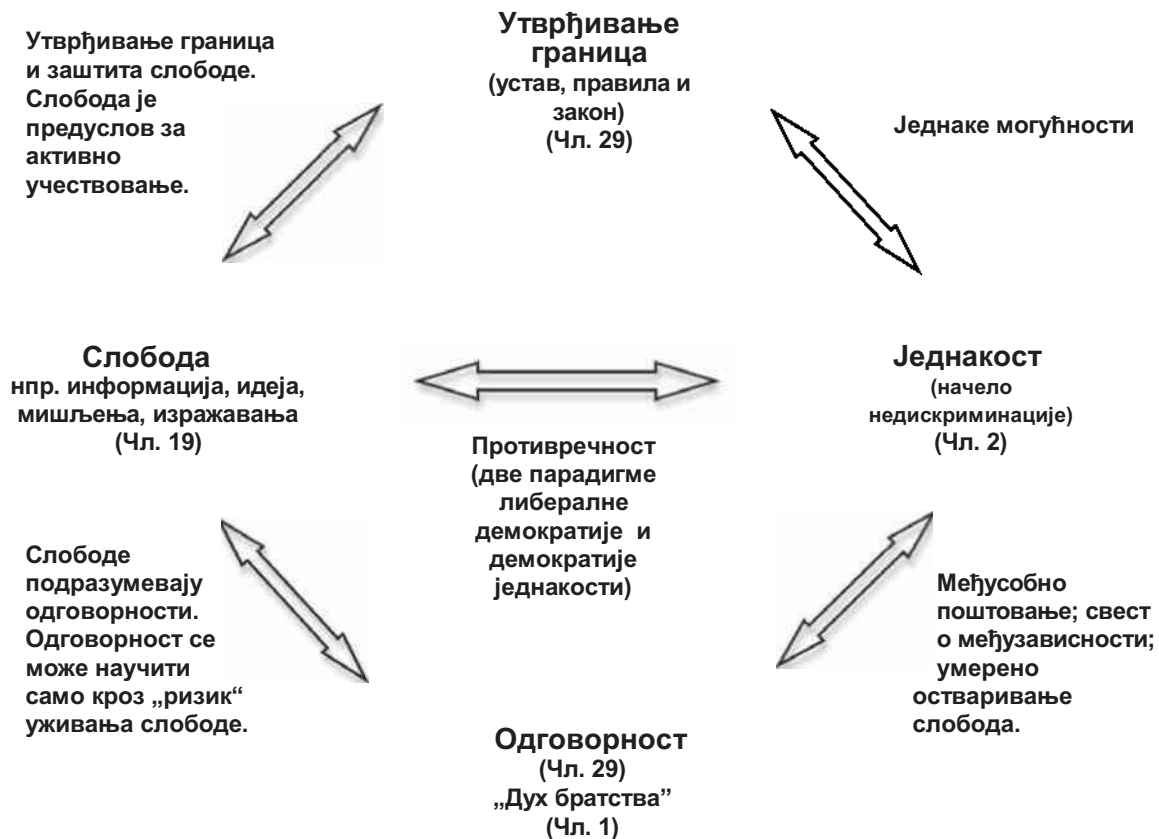 Утврђивање граница
и заштита слободе.
Слобода је
предуслов за
активно
учествовање.
Утврђивање
граница
(устав, правила и
закон)
(Чл. 29)
Једнаке могућности
Слобода
нпр. информација, идеја,
мишљења, изражавања
(Чл. 19)
Једнакост
(начело
недискриминације)
(Чл. 2)
Противречност
(две парадигме
либералне
демократије и
демократије
једнакости)
Слободе
подразумевају
одговорности.
Одговорност се
може научити
само кроз „ризик“
уживања слободе.
Међусобно
поштовање; свест
о међузависности;
умерено
остваривање
слобода.
Одговорност
(Чл. 29)
„Дух братства”
(Чл. 1)